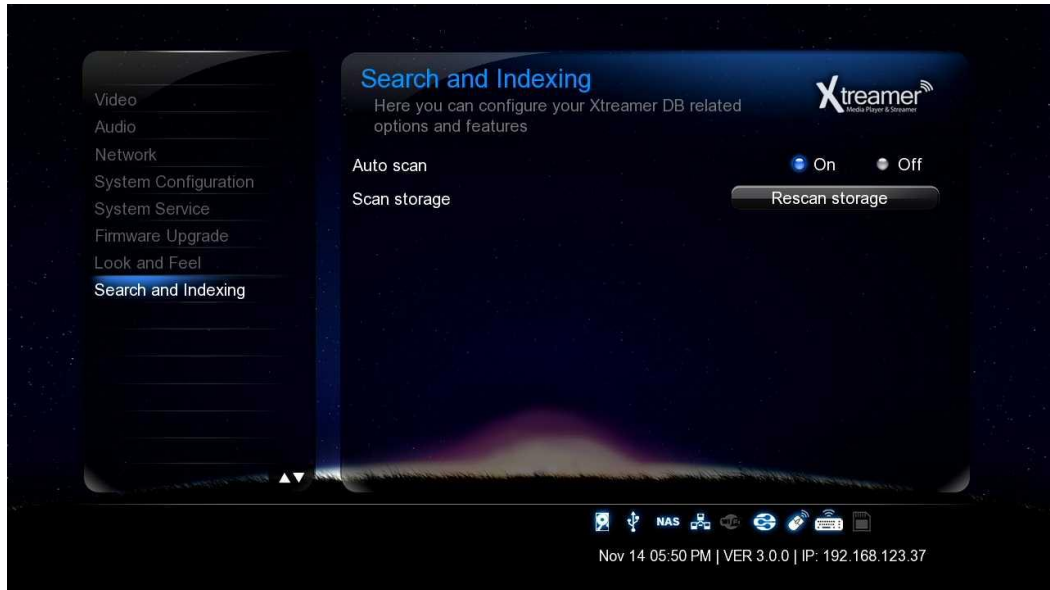 Video
Audio
Network
System Configuration
System Service
Firmware Upgrade
Look and Feel
Search and Indexing
Search and Indexing
Here you can configure your Xtreamer DB related
options and features
Xtreamer
Media Player & Streamer
Auto scan
On
Off
Scan storage
Rescan storage
NAS
Nov 14 05:50 PM | VER 3.0.0 | IP: 192.168.123.37